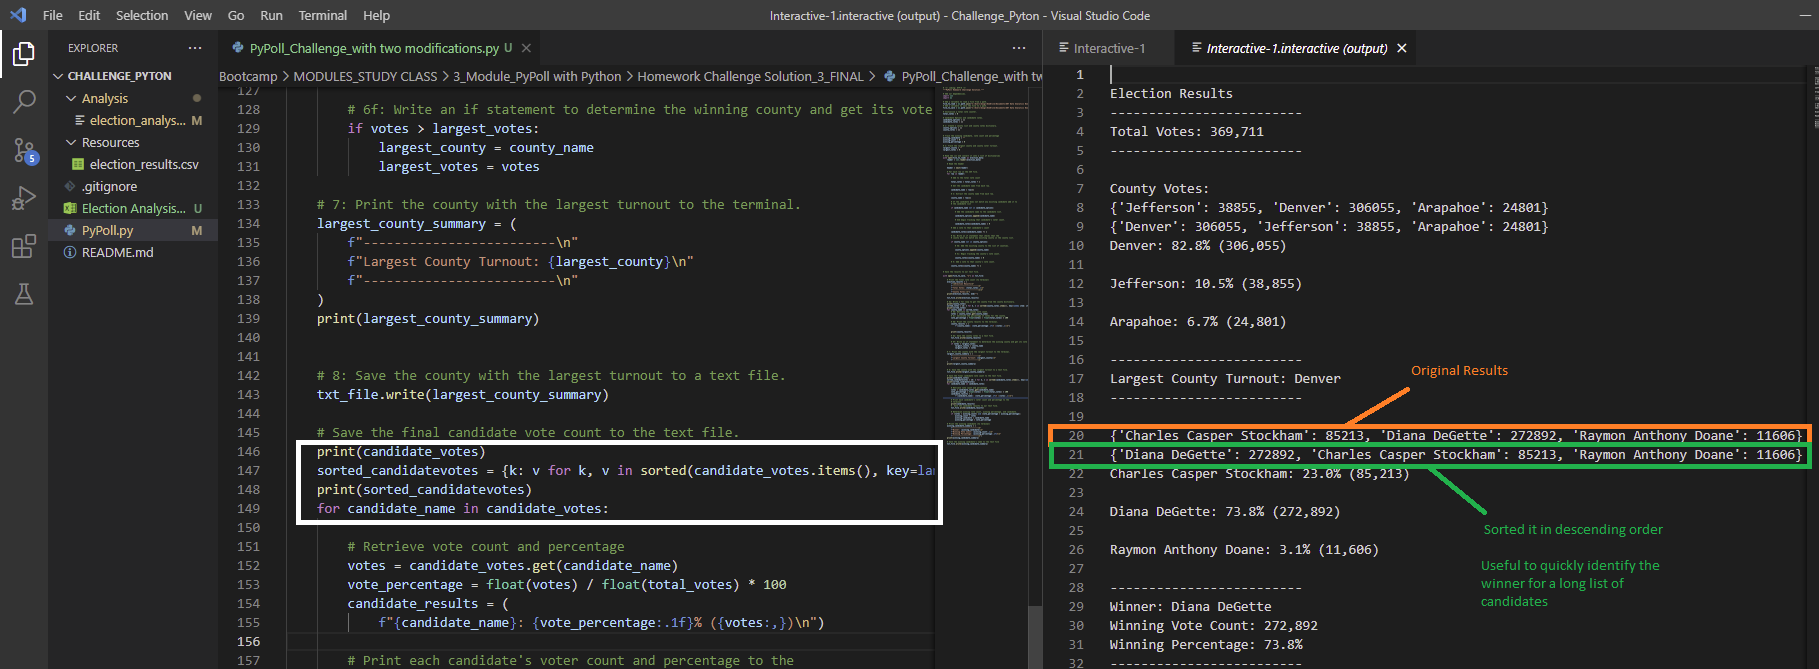 File Edit Selection View Go Run Terminal Help
Interactive-1.interactive (output) - Challenge_Pyton - Visual Studio Code
EXPLORER
CHALLENGE_PYTON
Analysis
election_analys... M
Resources
election_results.csv
.gitignore
Election Analysis... U
PyPoll.py M
README.md
5
PyPoll_Challenge_with two modifications.py U
Bootcamp > MODULES_STUDY CLASS > 3_Module_PyPoll with Python > Homework Challenge Solution_3_FINAL > PyPoll_Challenge_with tw
127
128 # 6f: Write an if statement to determine the winning county and get its vote
129 if votes > largest_votes:
130 largest_county = county_name
131 largest_votes = votes
132
133 # 7: Print the county with the largest turnout to the terminal.
134 largest_county_summary = (
135 f"-------------------------\n"
136 f"Largest County Turnout: {largest_county}\n"
137 f"-------------------------\n"
138 )
139 print(largest_county_summary)
140
141
142 # 8: Save the county with the largest turnout to a text file.
143 txt_file.write(largest_county_summary)
144
145 # Save the final candidate vote count to the text file.
146 print(candidate_votes)
147 sorted_candidatevotes = {k: v for k, v in sorted(candidate_votes.items(), key=la
148 print(sorted_candidatevotes)
149 for candidate_name in candidate_votes:
150
151 # Retrieve vote count and percentage
152 votes = candidate_votes.get(candidate_name)
153 vote_percentage = float(votes) / float(total_votes) * 100
154 candidate_results = (
155 f"{candidate_name}: {vote_percentage:.1f}% ({votes:,})\n")
156
157 # Print each candidate's voter count and percentage to the
Interactive-1
Interactive-1.interactive (output)
1
2 Election Results
3 -------------------------
4 Total Votes: 369,711
5 -------------------------
6
7 County Votes:
8 {'Jefferson': 38855, 'Denver': 306055, 'Arapahoe': 24801}
9 {'Denver': 306055, 'Jefferson': 38855, 'Arapahoe': 24801}
10 Denver: 82.8% (306,055)
11
12 Jefferson: 10.5% (38,855)
13
14 Arapahoe: 6.7% (24,801)
15
16 -------------------------
17 Largest County Turnout: Denver
18 -------------------------
19
Original Results
20 {'Charles Casper Stockham': 85213, 'Diana DeGette': 272892, 'Raymon Anthony Doane': 11606}
21 {'Diana DeGette': 272892, 'Charles Casper Stockham': 85213, 'Raymon Anthony Doane': 11606}
22 Charles Casper Stockham: 23.0% (85,213)
23
24 Diana DeGette: 73.8% (272,892)
25
26 Raymon Anthony Doane: 3.1% (11,606)
27
Sorted it in descending order
Useful to quickly identify the
winner for a long list of
candidates
28 -------------------------
29 Winner: Diana DeGette
30 Winning Vote Count: 272,892
31 Winning Percentage: 73.8%
32 -------------------------